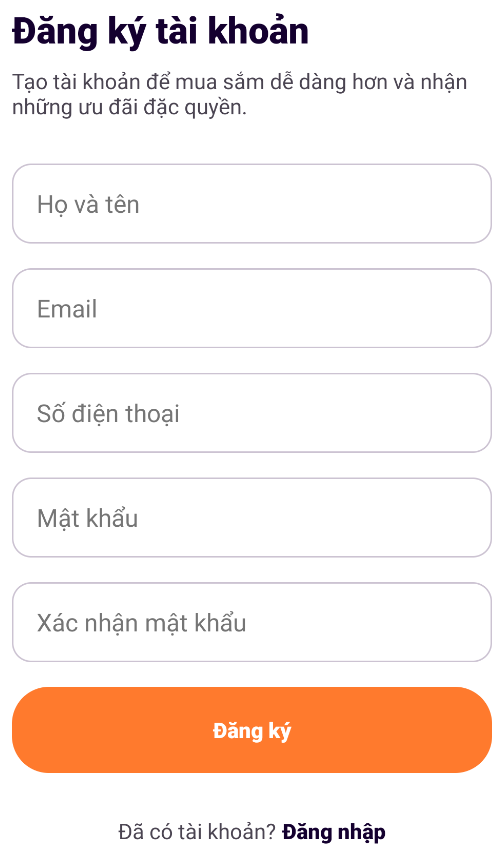 Đăng ký tài khoản
Tạo tài khoản để mua sắm dễ dàng hơn và nhận
những ưu đãi đặc quyền.
Họ và tên
Email
Số điện thoại
Mật khẩu
Xác nhận mật khẩu
Đăng ký
Đã có tài khoản? Đăng nhập